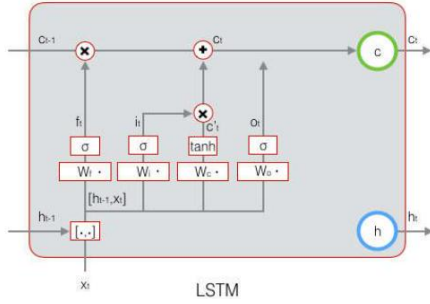 Ct-1 Ct c Ct
ft it c't ot
σ σ tanh σ
Wf · Wi · Wc · Wo ·
[ht-1,xt]
ht-1 [·,·] h ht
xt
LSTM